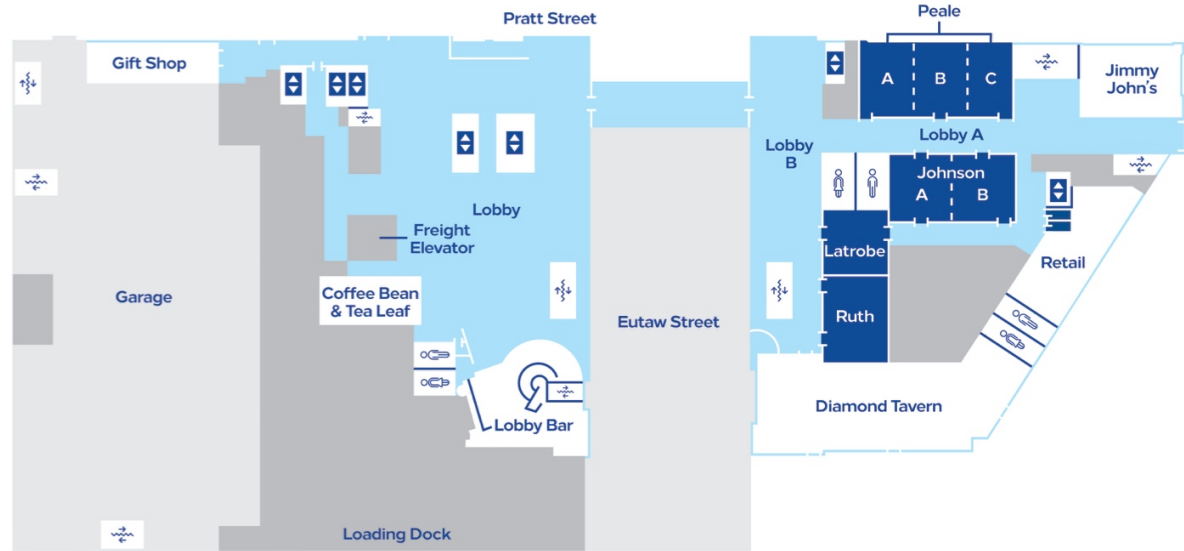 Pratt Street
Peale
Gift Shop
A
B
C
Jimmy
John's
Lobby A
Lobby
B
Johnson
A
B
Lobby
Freight
Elevator
Latrobe
Retail
Garage
Coffee Bean
& Tea Leaf
Eutaw Street
Ruth
Diamond Tavern
Lobby Bar
Loading Dock